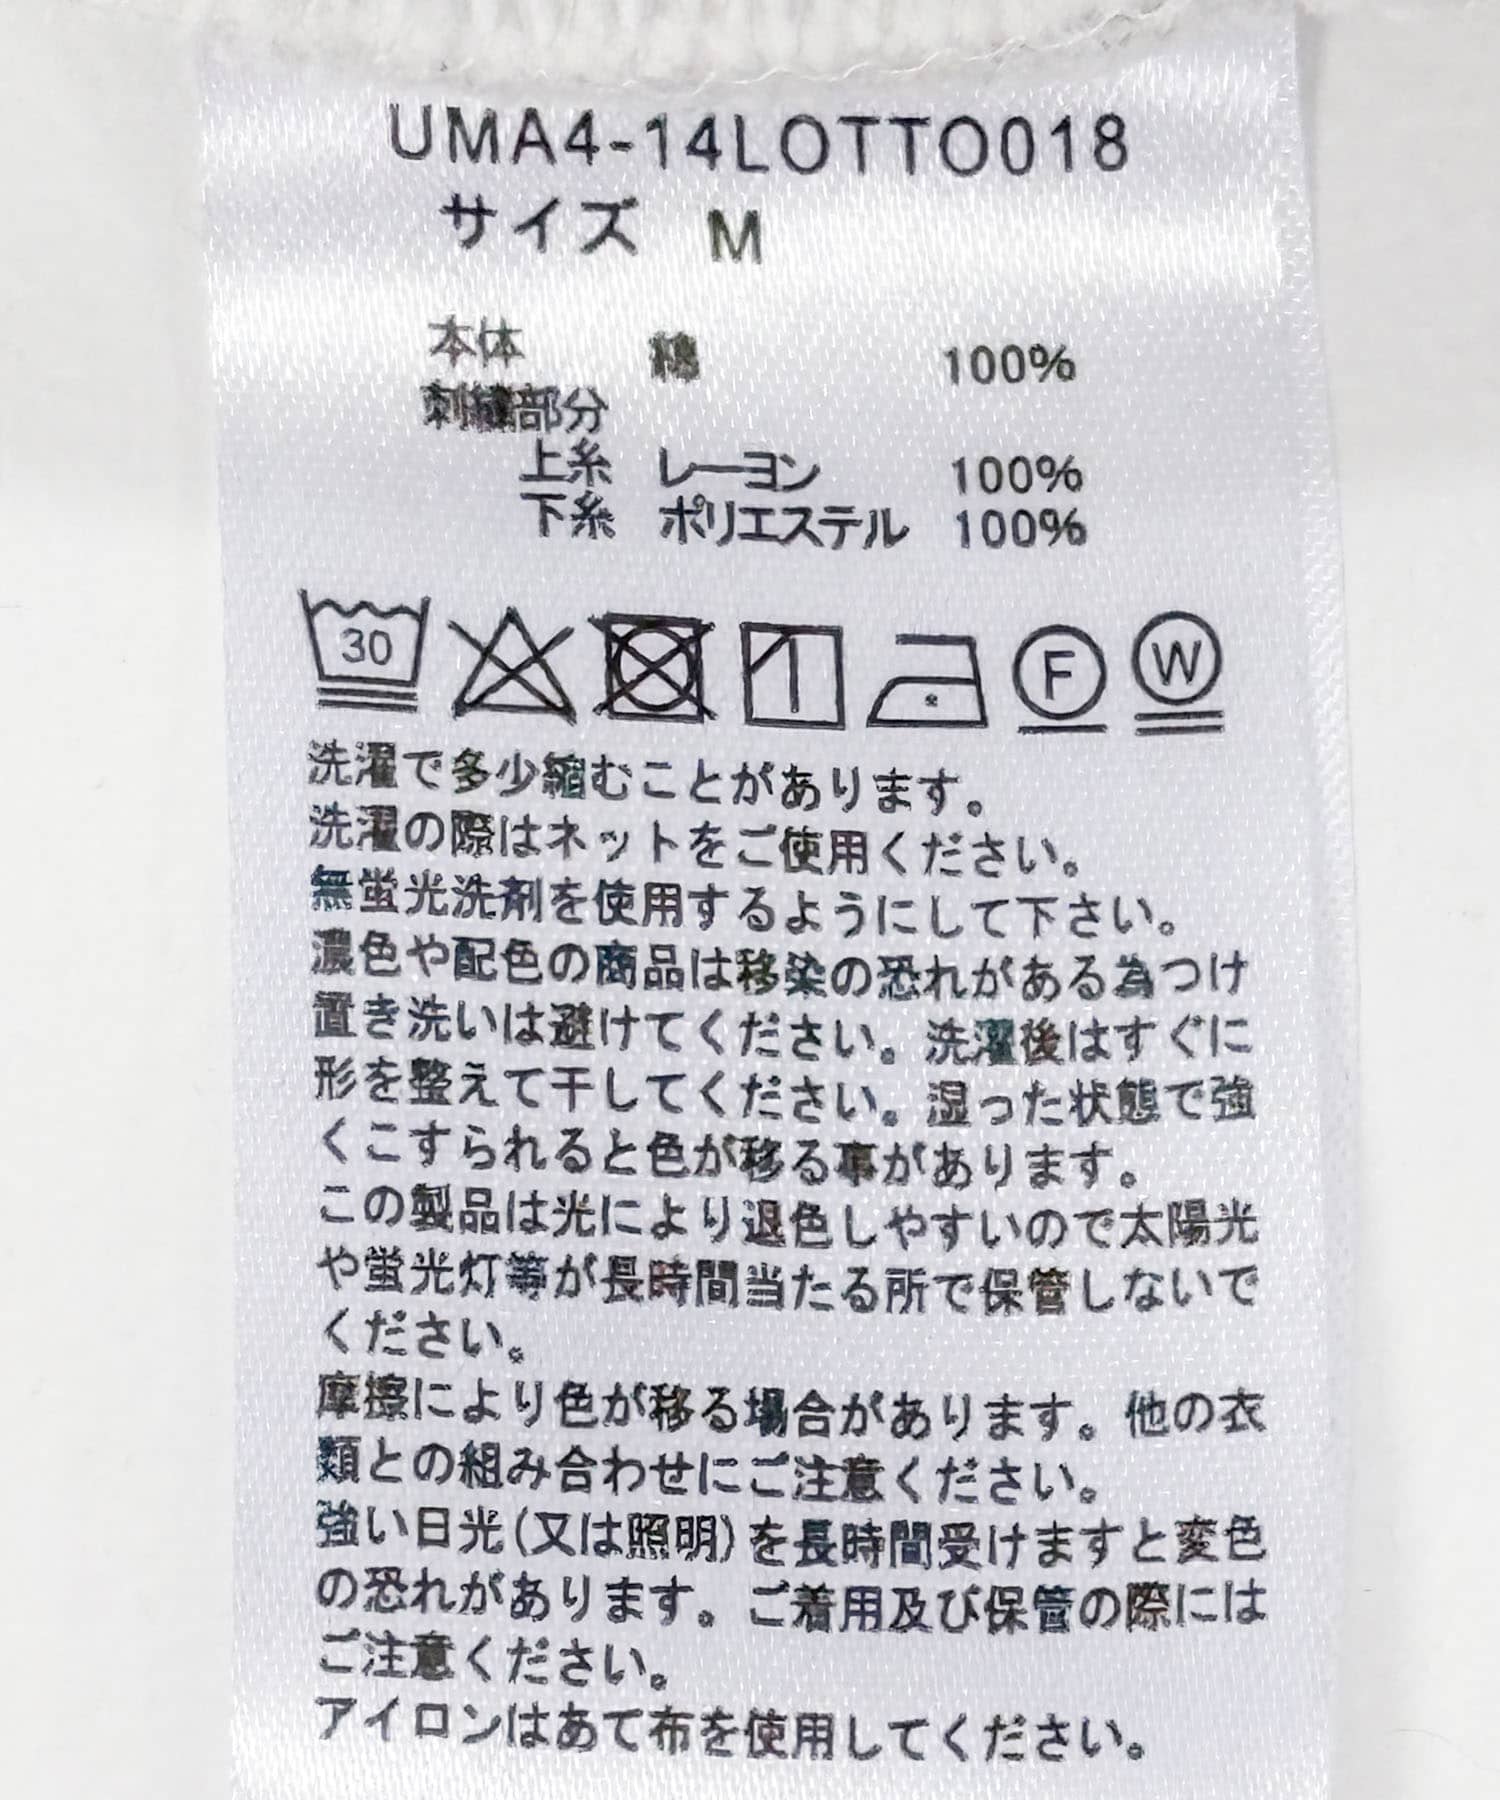 UMA4-14LOTTO018
サイズ M
本体 綿 100%
刺繍部分
上糸 レーヨン 100%
下糸 ポリエステル 100%
30 F W
洗濯で多少縮むことがあります。
洗濯の際はネットをご使用ください。
無蛍光洗剤を使用するようにして下さい。
濃色や配色の商品は移染の恐れがある為つけ
置き洗いは避けてください。洗濯後はすぐに
形を整えて干してください。湿った状態で強
くこすられると色が移る事があります。
この製品は光により退色しやすいので太陽光
や蛍光灯等が長時間当たる所で保管しないで
ください。
摩擦により色が移る場合があります。他の衣
類との組み合わせにご注意ください。
強い日光(又は照明)を長時間受けますと変色
の恐れがあります。ご着用及び保管の際には
ご注意ください。
アイロンはあて布を使用してください。